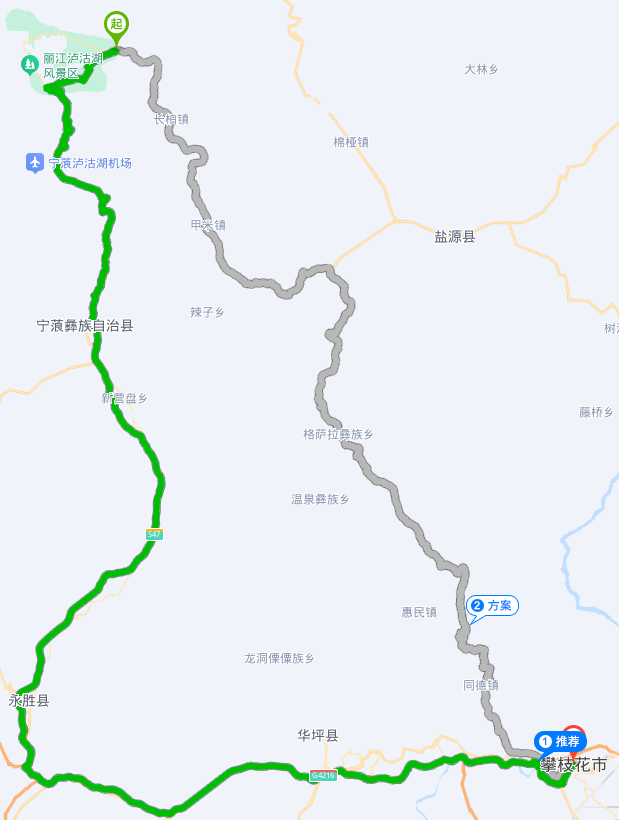 起
丽江泸沽湖
风景区
大林乡
长柏镇
棉桠镇
宁蒗泸沽湖机场
甲米镇
盐源县
辣子乡
宁蒗彝族自治县
新营盘乡
藤桥乡
格萨拉彝族乡
温泉彝族乡
S47
2 方案
惠民镇
龙洞傈僳族乡
同德镇
永胜县
华坪县
1 推荐
攀枝花市
G4216